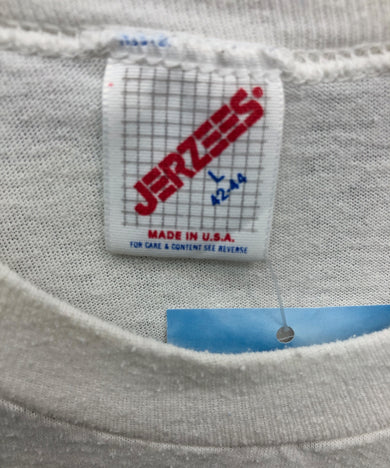 JERZEES®
L
42-44
MADE IN U.S.A.
FOR CARE & CONTENT SEE REVERSE